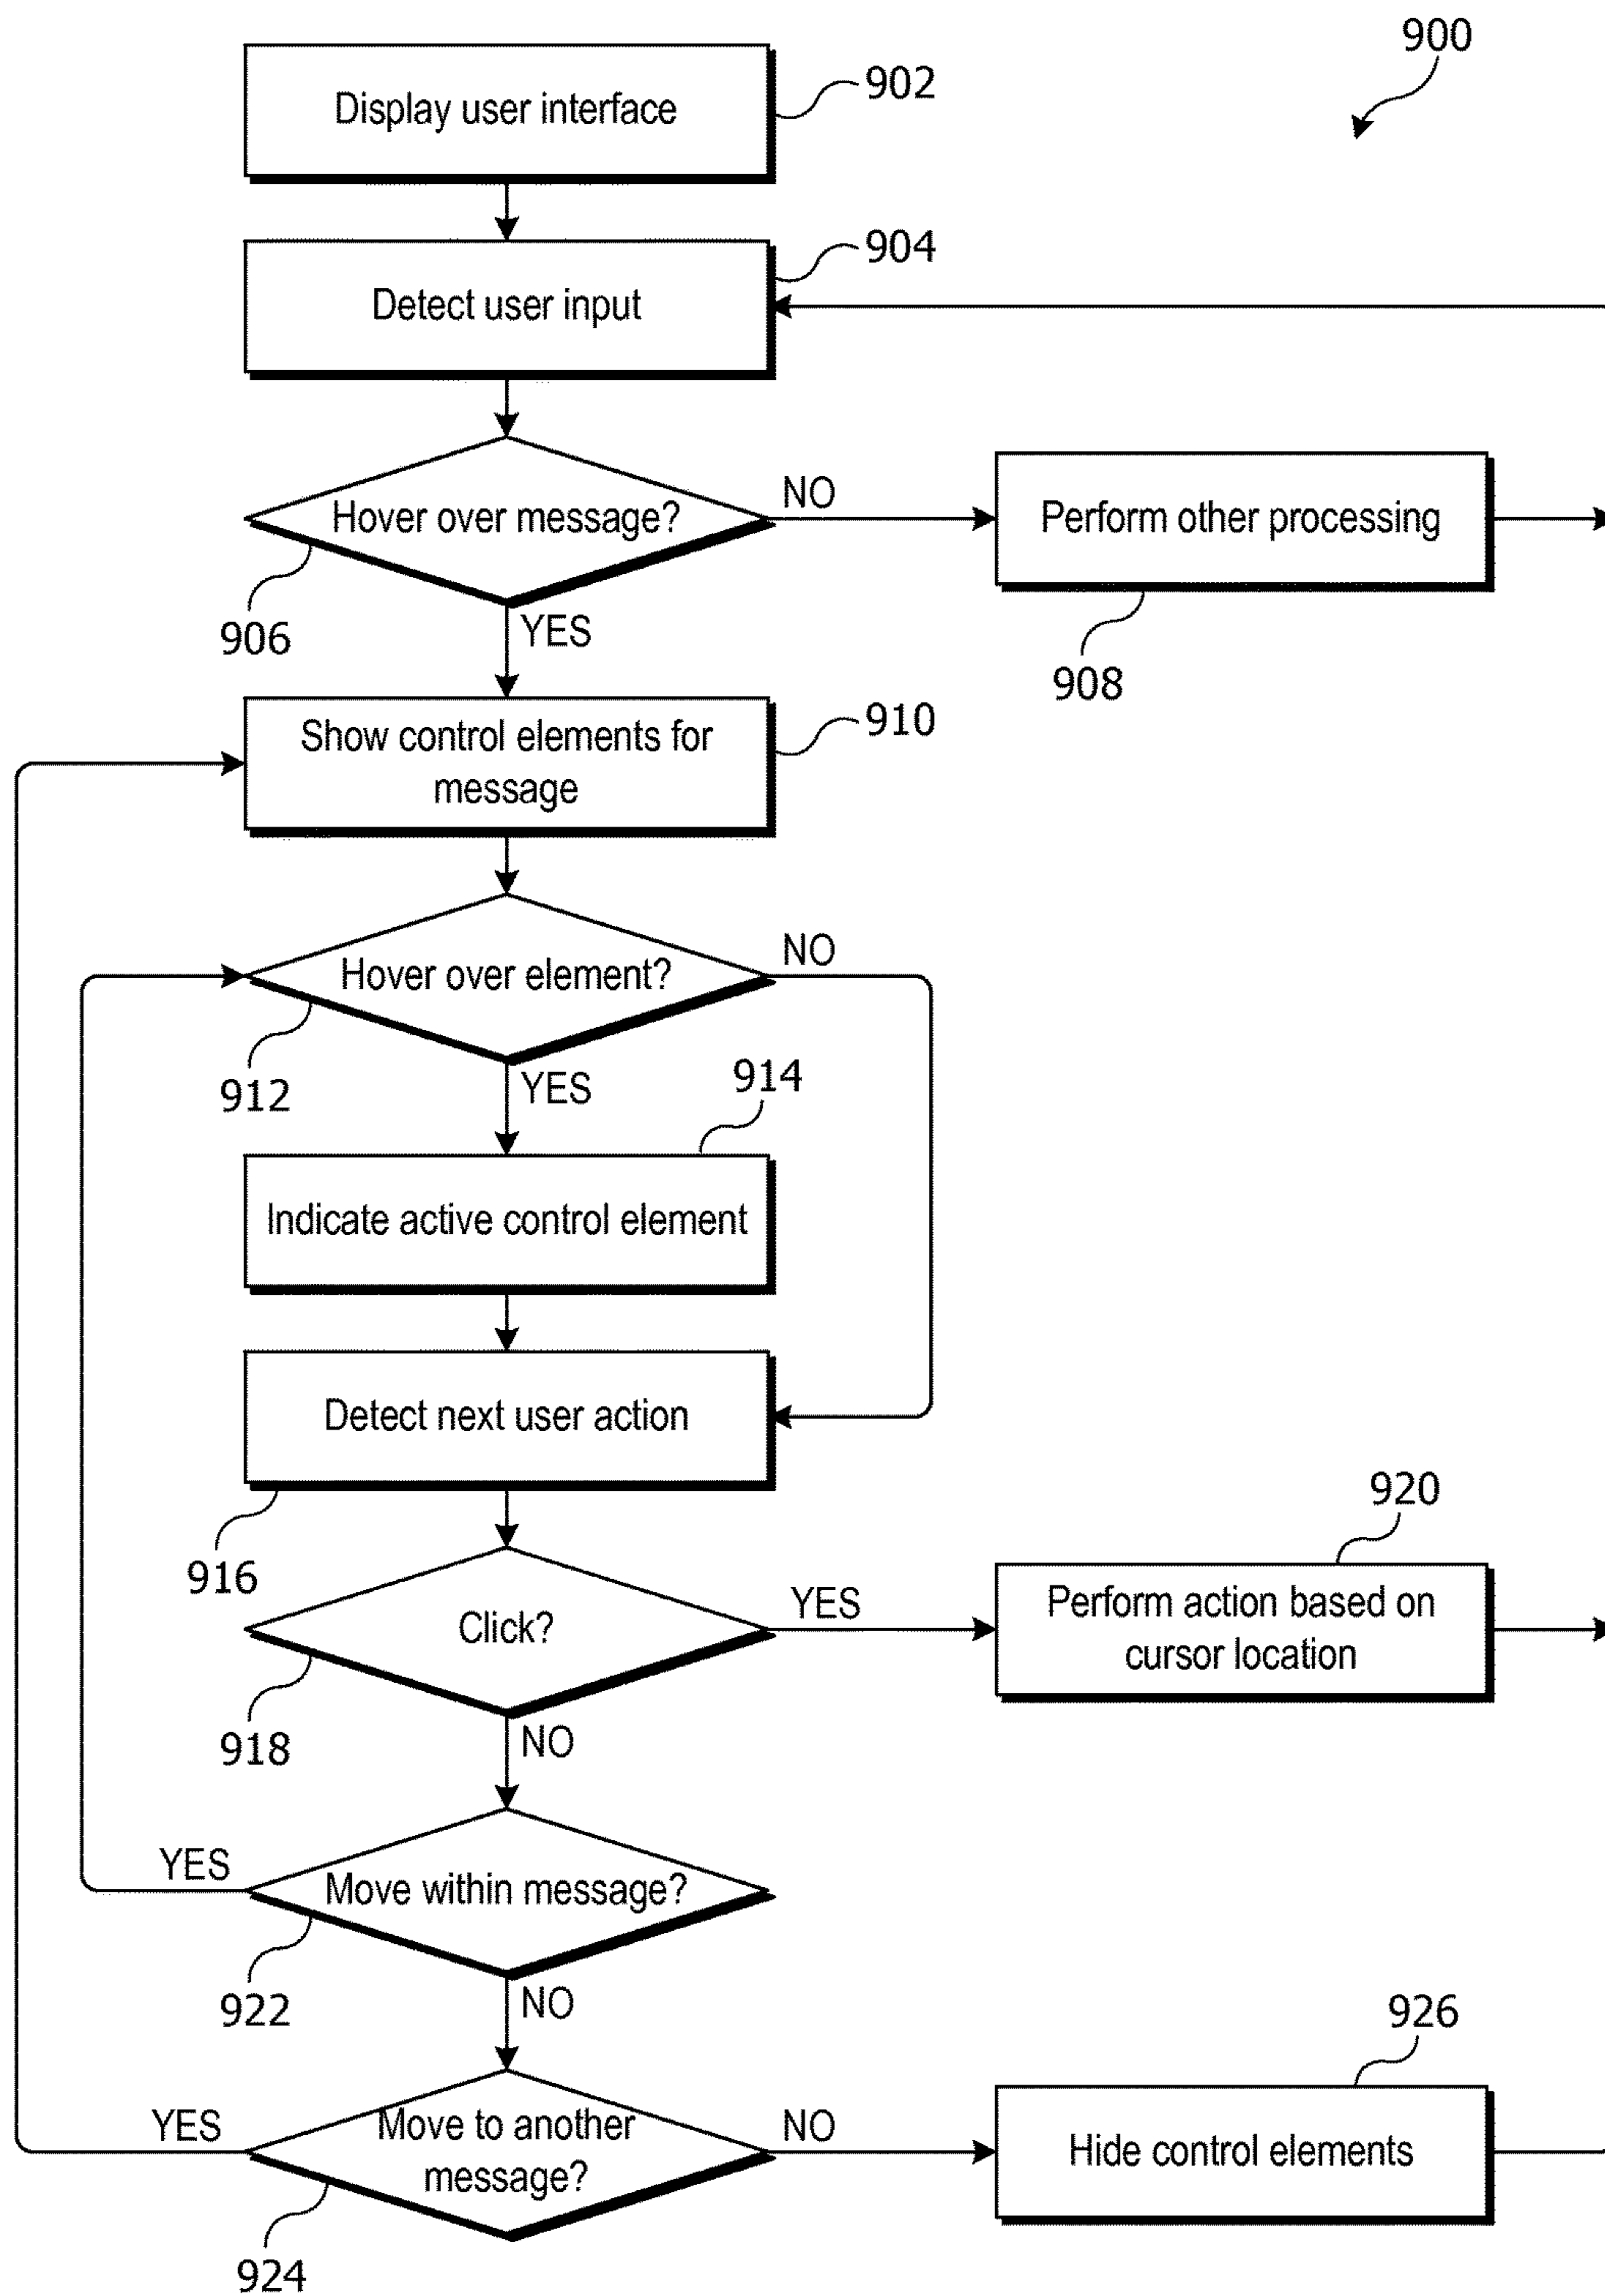 900
Display user interface
902
Detect user input
904
Hover over message?
906
NO
Perform other processing
908
YES
Show control elements for
message
910
Hover over element?
912
NO
YES
914
Indicate active control element
Detect next user action
916
Click?
918
YES
920
Perform action based on
cursor location
NO
Move within message?
922
YES
NO
Move to another
message?
924
YES
NO
926
Hide control elements